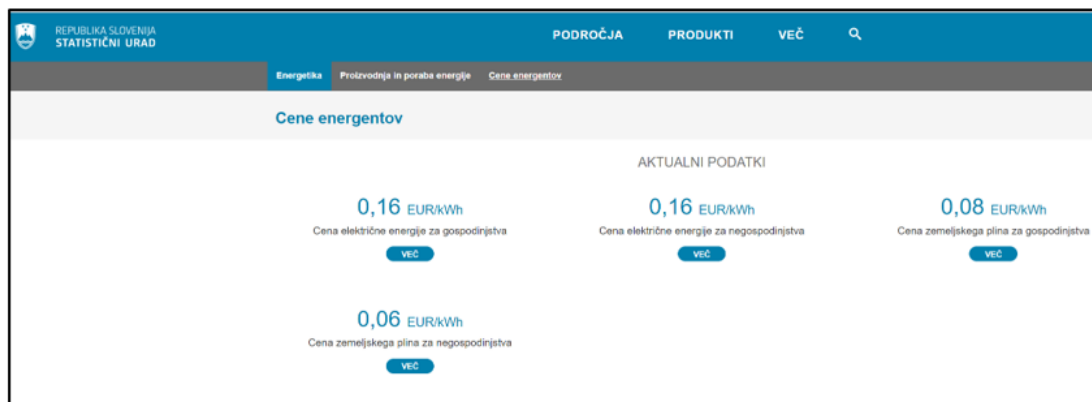 REPUBLIKA SLOVENIJA
STATISTIČNI URAD
PODROČJA PRODUKTI VEČ
Energetika Proizvodnja in poraba energije Cene energentov
Cene energentov
AKTUALNI PODATKI
0,16 EUR/kWh
Cena električne energije za gospodinjstva
VEČ
0,16 EUR/kWh
Cena električne energije za negospodinjstva
VEČ
0,08 EUR/kWh
Cena zemeljskega plina za gospodinjstva
VEČ
0,06 EUR/kWh
Cena zemeljskega plina za negospodinjstva
VEČ